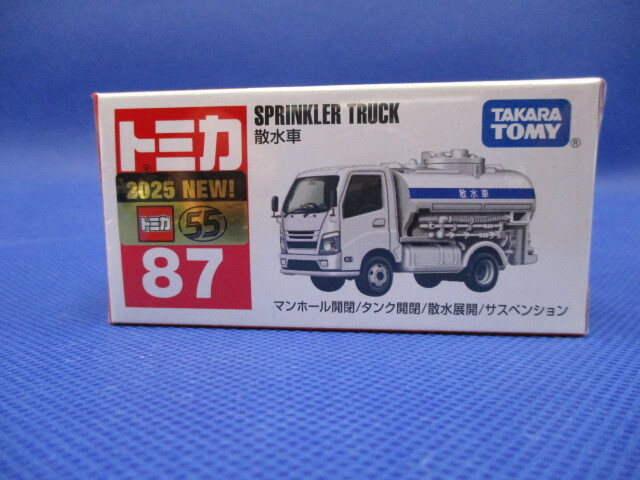 トミカ
®
2025 NEW!
トミカ 55
87
SPRINKLER TRUCK
散水車
TAKARA
TOMY
®
散水車
マンホール開閉/タンク開閉/散水展開/サスペンション